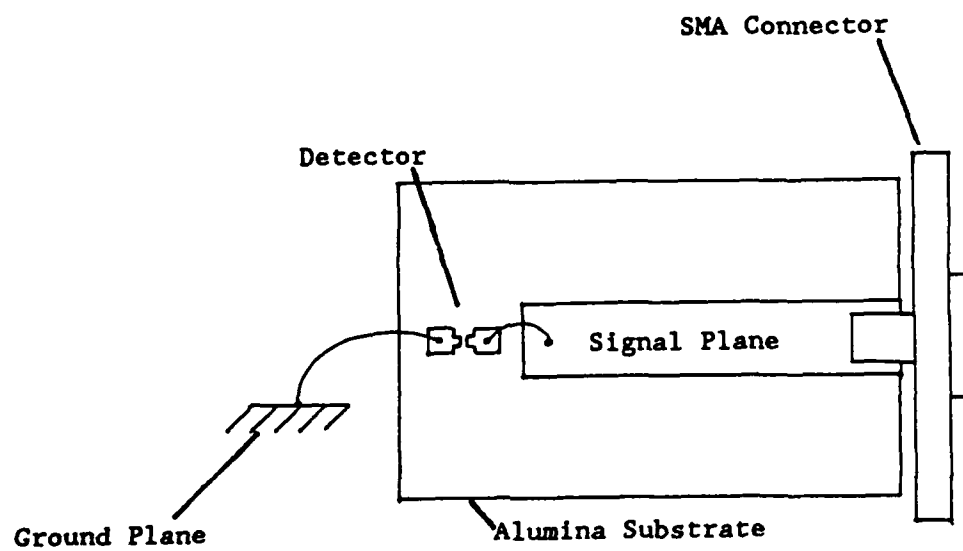 SMA Connector
Detector
Signal Plane
Ground Plane
Alumina Substrate